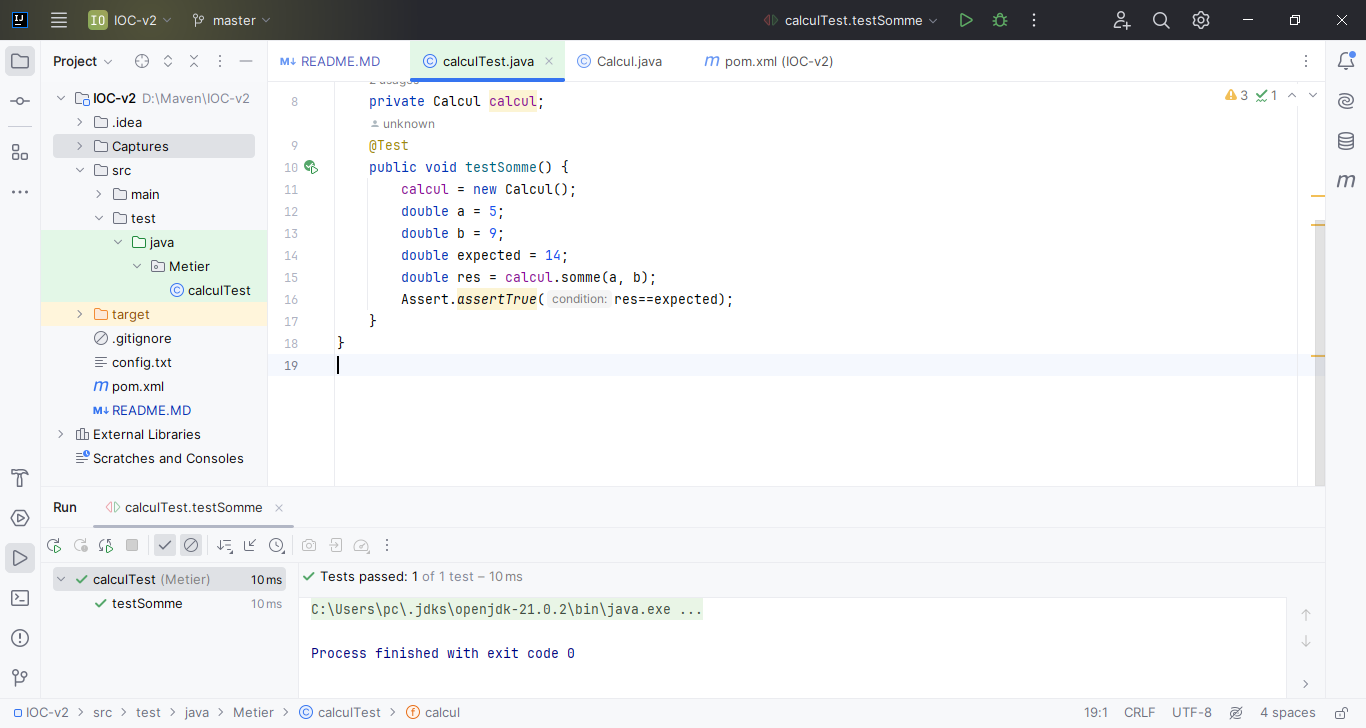 IJ IO IOC-v2 master calculTest.testSomme
Project
README.MD calculTest.java Calcul.java m pom.xml (IOC-v2)
IOC-v2 D:\Maven\IOC-v2
.idea
Captures
src
main
test
java
Metier
calculTest
target
.gitignore
config.txt
m pom.xml
M↓ README.MD
External Libraries
Scratches and Consoles
2 usages
8 private Calcul calcul;
unknown
9 @Test
10 public void testSomme() {
11 calcul = new Calcul();
12 double a = 5;
13 double b = 9;
14 double expected = 14;
15 double res = calcul.somme(a, b);
16 Assert.assertTrue( condition: res==expected);
17 }
18 }
19
3 1
m
Run calculTest.testSomme
calculTest (Metier) 10 ms
testSomme 10 ms
Tests passed: 1 of 1 test – 10 ms
C:\Users\pc\.jdks\openjdk-21.0.2\bin\java.exe ...
Process finished with exit code 0
IOC-v2 > src > test > java > Metier > calculTest > calcul 19:1 CRLF UTF-8 4 spaces